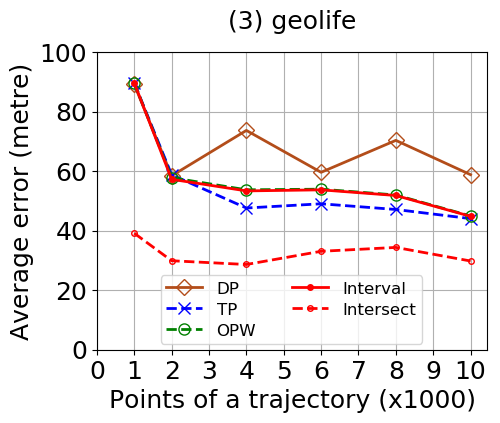 (3) geolife
Average error (metre)
100
80
60
40
20
0
DP
TP
OPW
Interval
Intersect
0 1 2 3 4 5 6 7 8 9 10
Points of a trajectory (x1000)